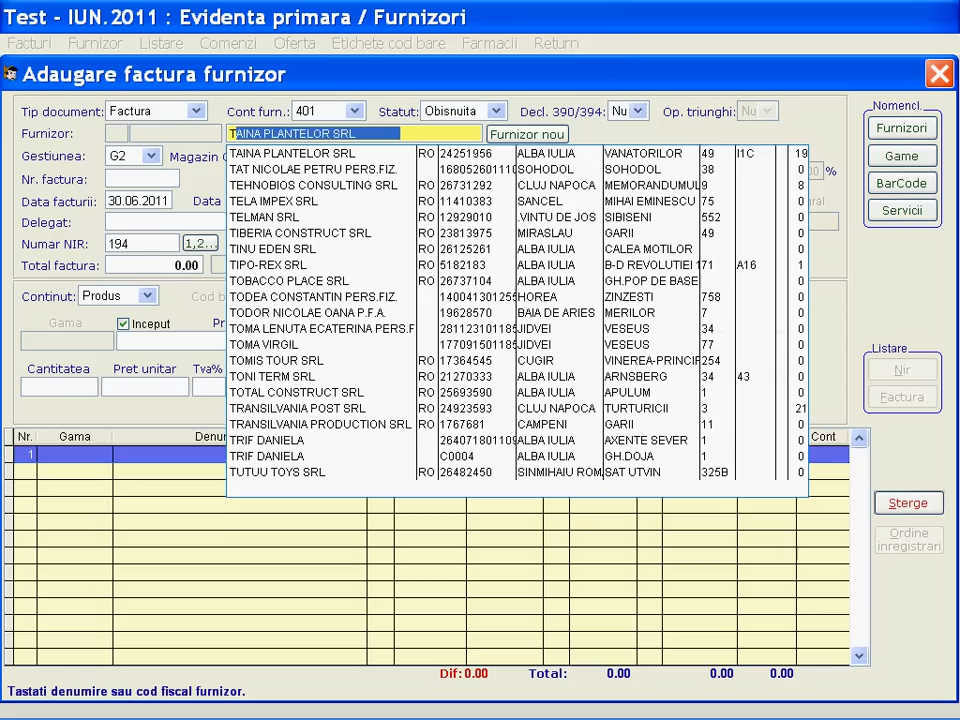 Test - IUN.2011 : Evidenta primara / Furnizori
Facturi Furnizor Listare Comenzi Oferta Etichete cod bare Farmacii Return
Adaugare factura furnizor
Tip document: Factura Cont furn.: 401 Statut: Obisnuita Decl. 390/394: Nu Op. triunghi: Nu
Furnizor: TAINA PLANTELOR SRL Furnizor nou
Gestiunea: G2 Magazin
Nr. factura: %
Data facturii: 30.06.2011 Data
Delegat:
Numar NIR: 194 1,2...
Total factura: 0.00
Continut: Produs Cod b
Gama Inceput
Cantitatea Pret unitar Tva%
TAINA PLANTELOR SRL RO 24251956 ALBA IULIA VANATORILOR 49 I1C 19
TAT NICOLAE PETRU PERS.FIZ. 168052601110 SOHODOL SOHODOL 38 0
TEHNOBIOS CONSULTING SRL RO 26731292 CLUJ NAPOCA MEMORANDUMUL 9 8
TELA IMPEX SRL RO 11410383 SANCEL MIHAI EMINESCU 75 0
TELMAN SRL RO 12929010 .VINTU DE JOS SIBISENI 552 0
TIBERIA CONSTRUCT SRL RO 23813975 MIRASLAU GARII 49 0
TINU EDEN SRL RO 26125261 ALBA IULIA CALEA MOTILOR 0
TIPO-REX SRL RO 5182183 ALBA IULIA B-D REVOLUTIEI 1 71 A16 1
TOBACCO PLACE SRL RO 26737104 ALBA IULIA GH.POP DE BASE 0
TODEA CONSTANTIN PERS.FIZ. 140041301255 HOREA ZINZESTI 758 0
TODOR NICOLAE OANA P.F.A. 19628570 BAIA DE ARIES MERILOR 7 0
TOMA LENUTA ECATERINA PERS.F 281123101185 JIDVEI VESEUS 34 0
TOMA VIRGIL 177091501185 JIDVEI VESEUS 77 0
TOMIS TOUR SRL RO 17364545 CUGIR VINEREA-PRINCIP 254 0
TONI TERM SRL RO 21270333 ALBA IULIA ARNSBERG 34 43 0
TOTAL CONSTRUCT SRL RO 25693590 ALBA IULIA APULUM 1 0
TRANSILVANIA POST SRL RO 24923593 CLUJ NAPOCA TURTURICII 3 21
TRANSILVANIA PRODUCTION SRL RO 1767681 CAMPENI GARII 11 0
TRIF DANIELA 264071801109 ALBA IULIA AXENTE SEVER 1 0
TRIF DANIELA C0004 ALBA IULIA GH.DOJA 1 0
TUTUU TOYS SRL RO 26482450 SINMIHAIU ROM. SAT UTVIN 325B 0
Nomencl.
Furnizori
Game
BarCode
Servicii
Listare
Nir
Factura
Nr. Gama Denu Cont
1
Sterge
Ordine
inregistrari
Dif: 0.00 Total: 0.00 0.00 0.00
Tastati denumire sau cod fiscal furnizor.